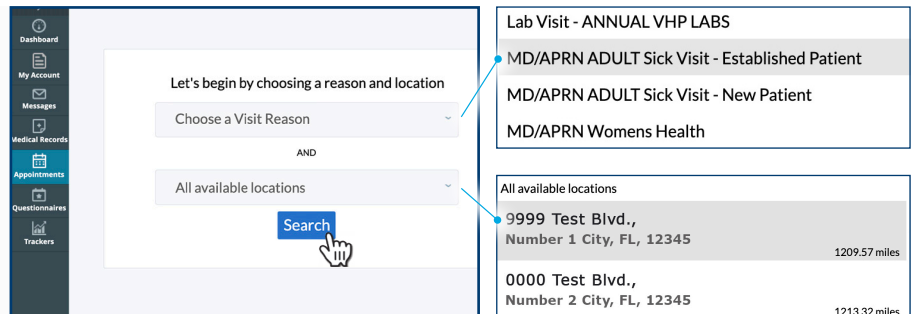 Dashboard
My Account
Messages
Medical Records
Appointments
Questionnaires
Trackers
Let's begin by choosing a reason and location
Choose a Visit Reason
AND
All available locations
Search
Lab Visit - ANNUAL VHP LABS
MD/APRN ADULT Sick Visit - Established Patient
MD/APRN ADULT Sick Visit - New Patient
MD/APRN Womens Health
All available locations
9999 Test Blvd.,
Number 1 City, FL, 12345
1209.57 miles
0000 Test Blvd.,
Number 2 City, FL, 12345
1213.32 miles